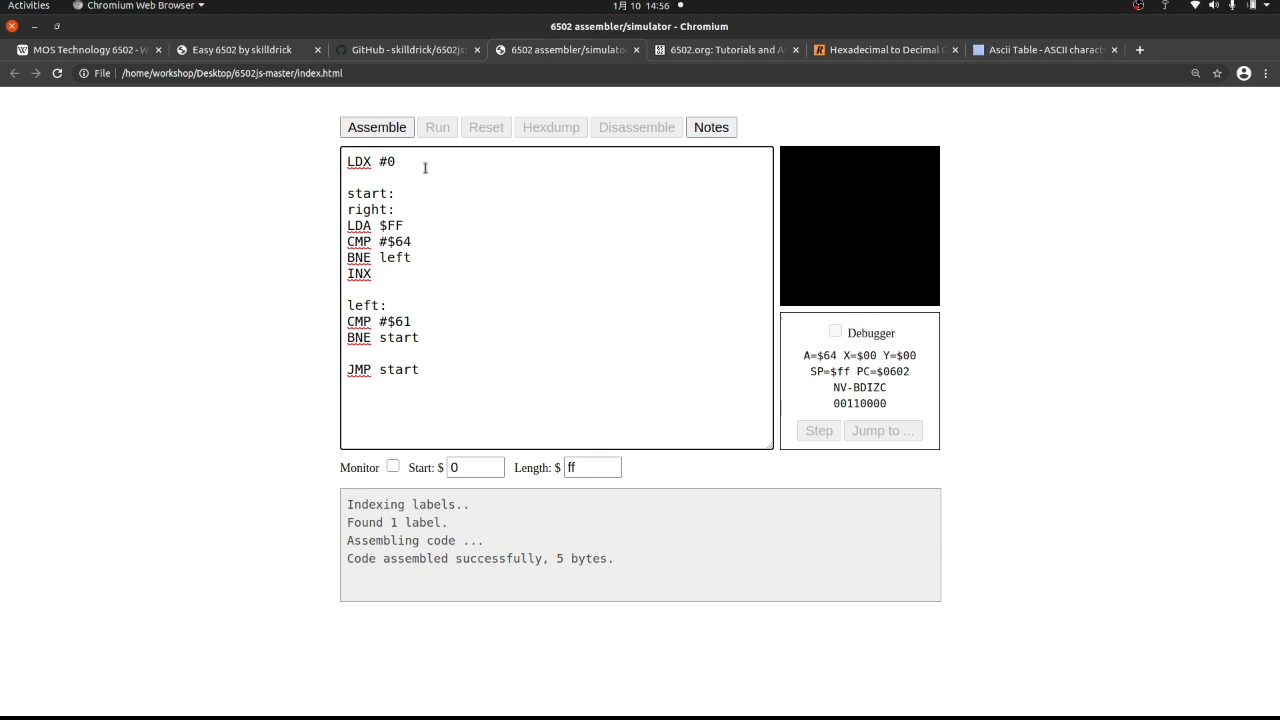 Activities
Chromium Web Browser
1月 10 14:56
6502 assembler/simulator - Chromium
MOS Technology 6502 - W
Easy 6502 by skilldrick
GitHub - skilldrick/6502js:
6502 assembler/simulator
6502.org: Tutorials and A
Hexadecimal to Decimal C
Ascii Table - ASCII charact
File
/home/workshop/Desktop/6502js-master/index.html
Assemble
Run
Reset
Hexdump
Disassemble
Notes
LDX #0
start:
right:
LDA $FF
CMP #$64
BNE left
INX
left:
CMP #$61
BNE start
JMP start
Debugger
A=$64 X=$00 Y=$00
SP=$ff PC=$0602
NV-BDIZC
00110000
Step
Jump to ...
Monitor
Start: $ 0
Length: $ ff
Indexing labels..
Found 1 label.
Assembling code ...
Code assembled successfully, 5 bytes.